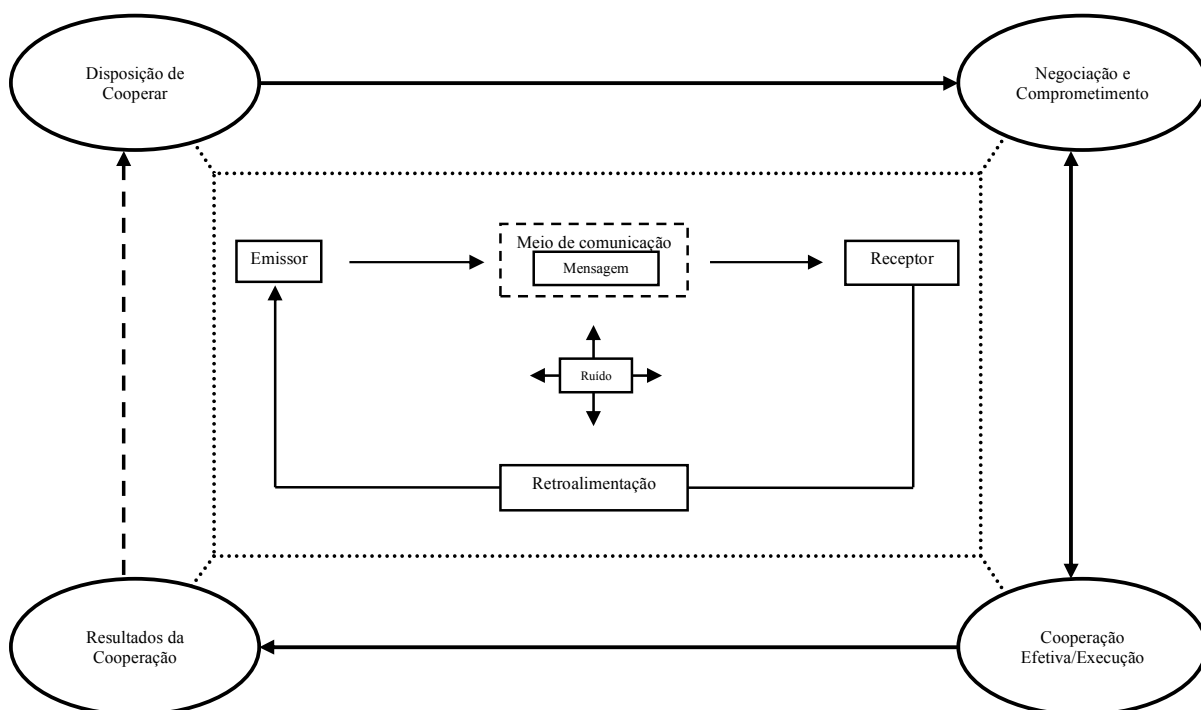 Disposição de
Cooperar
Negociação e
Comprometimento
Meio de comunicação
Emissor
Mensagem
Receptor
Ruído
Retroalimentação
Resultados da
Cooperação
Cooperação
Efetiva/Execução